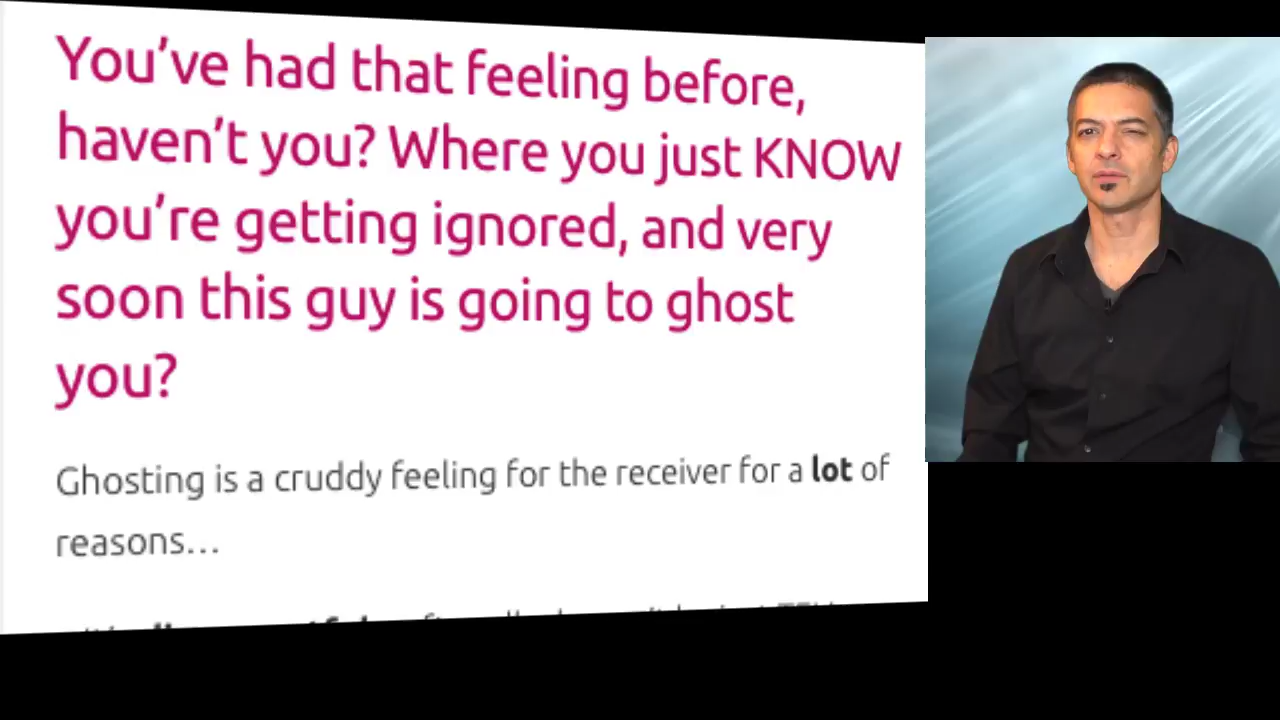 You’ve had that feeling before,
haven’t you? Where you just KNOW
you’re getting ignored, and very
soon this guy is going to ghost
you?
Ghosting is a cruddy feeling for the receiver for a lot of
reasons…